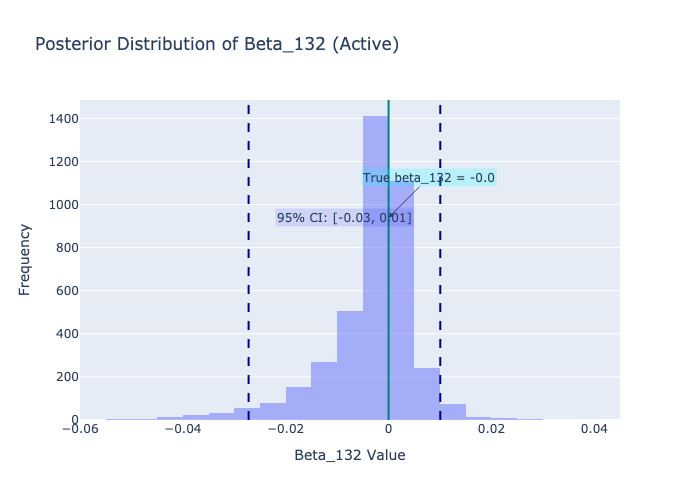 Posterior Distribution of Beta_132 (Active)
1400
1200
1000
800
600
400
200
0
True beta_132 = -0.0
95% CI: [-0.03, 0.01]
Frequency
−0.06
−0.04
−0.02
0
0.02
0.04
Beta_132 Value